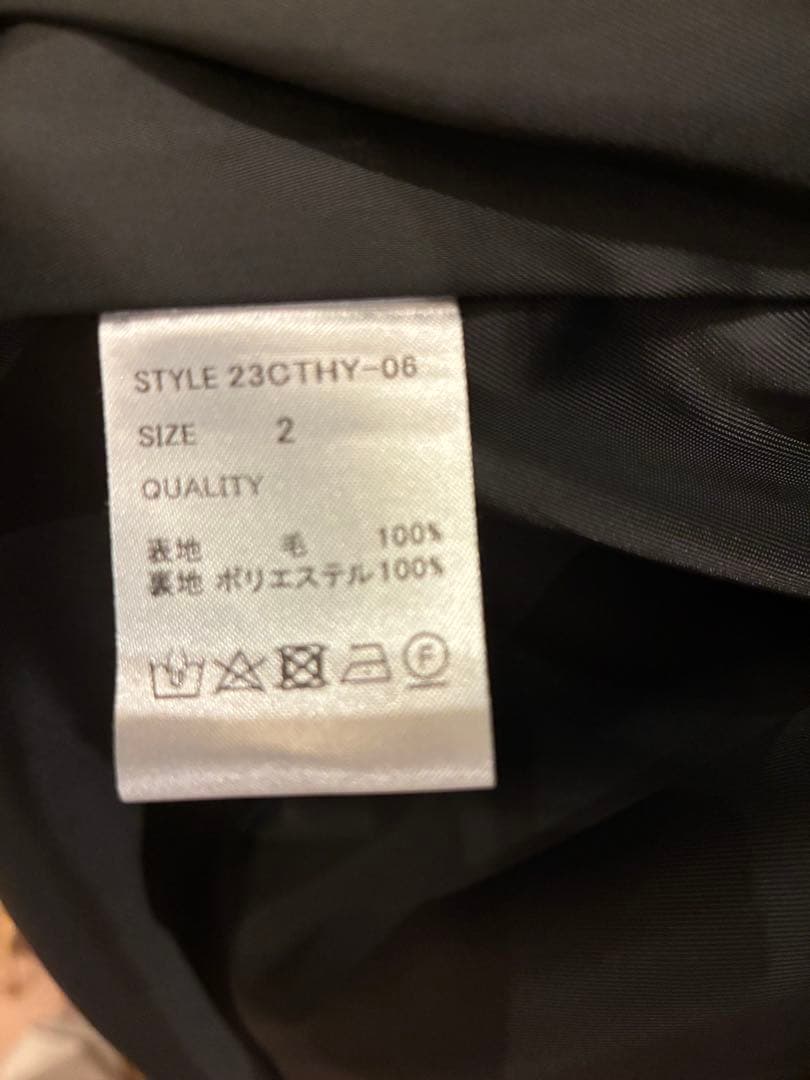 STYLE 23CTHY-06
SIZE 2
QUALITY
表地 毛 100%
裏地 ポリエステル100%
F